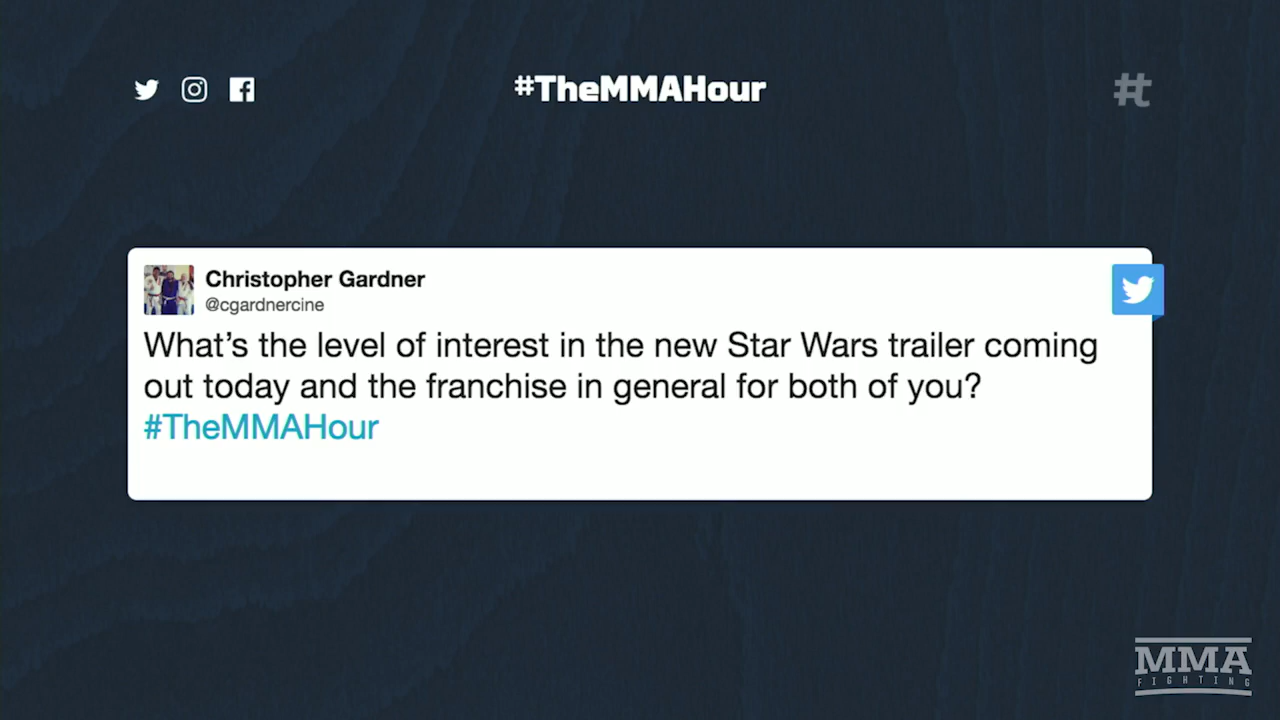 #TheMMAHour
Christopher Gardner
@cgardnercine
What’s the level of interest in the new Star Wars trailer coming
out today and the franchise in general for both of you?
#TheMMAHour
MMA
FIGHTING